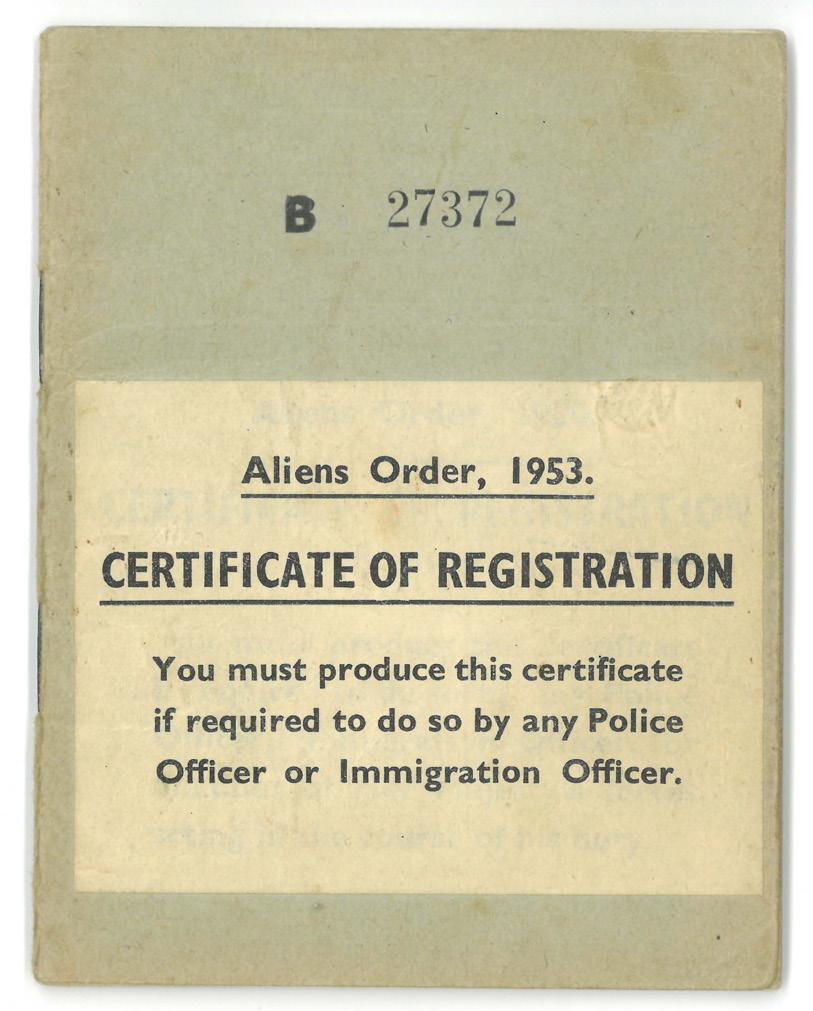 B 27372
Aliens Order, 1953.
CERTIFICATE OF REGISTRATION
You must produce this certificate
if required to do so by any Police
Officer or Immigration Officer.